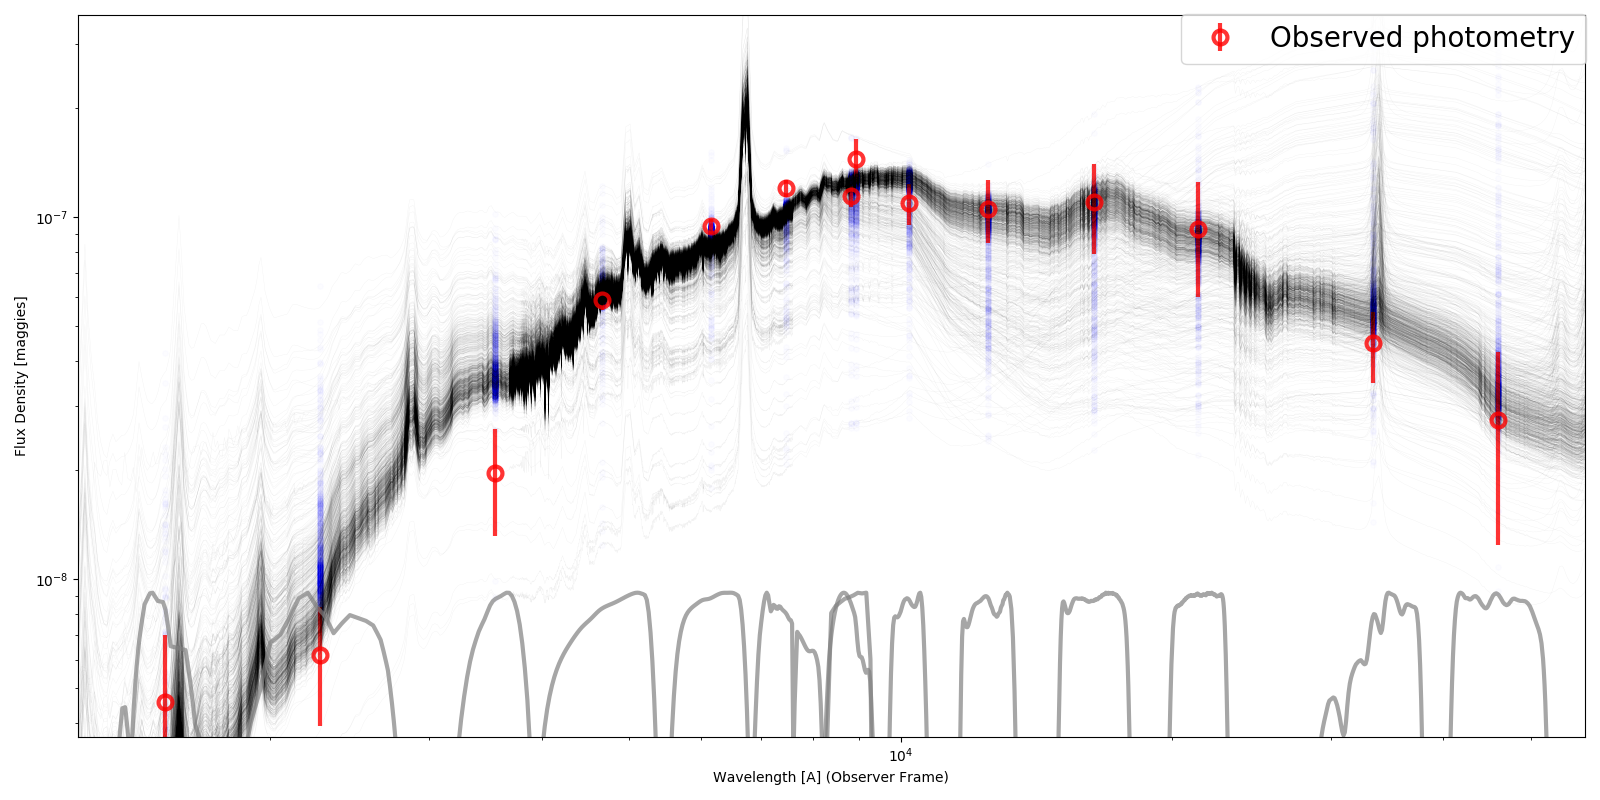 Observed photometry
Flux Density [maggies]
10⁻⁷
10⁻⁸
10⁴
Wavelength [A] (Observer Frame)